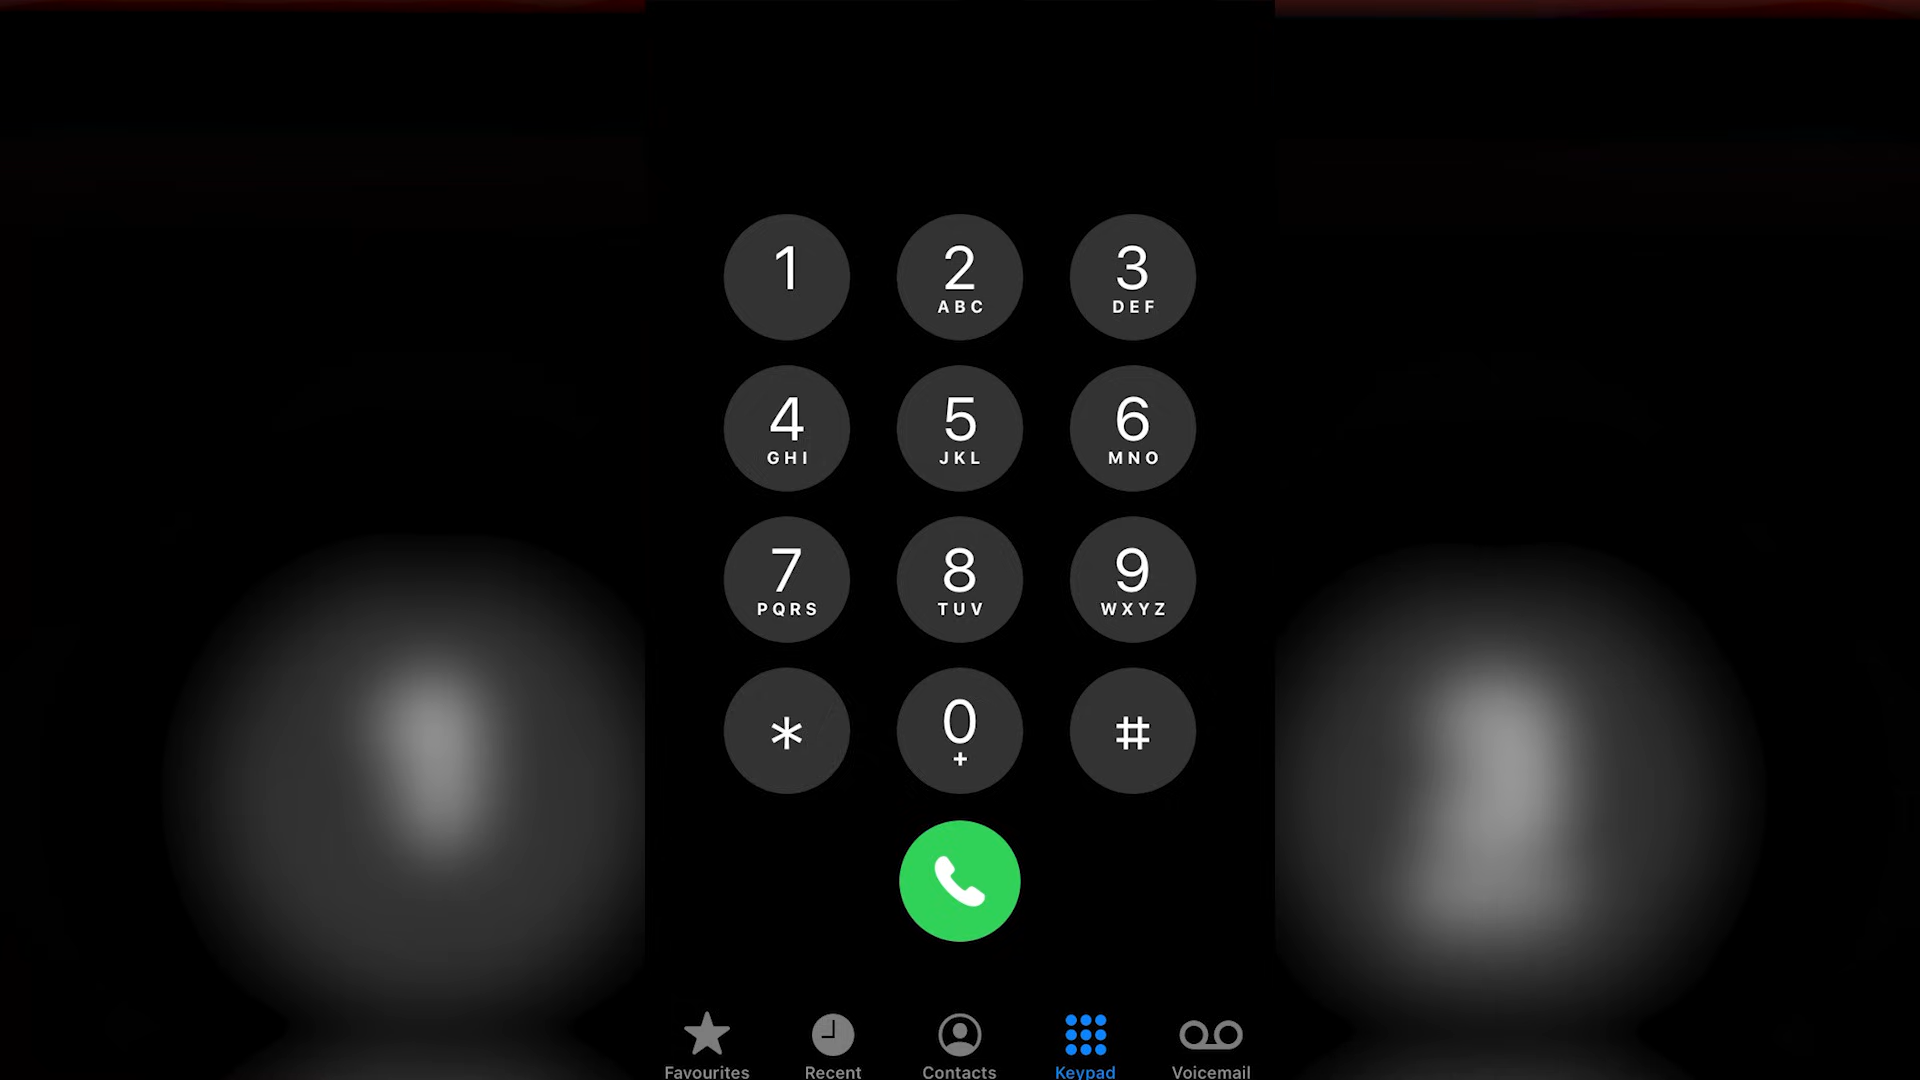 1 2 3
ABC DEF
4 5 6
GHI JKL MNO
7 8 9
PQRS TUV WXYZ
* 0 #
+
Favourites Recent Contacts Keypad Voicemail